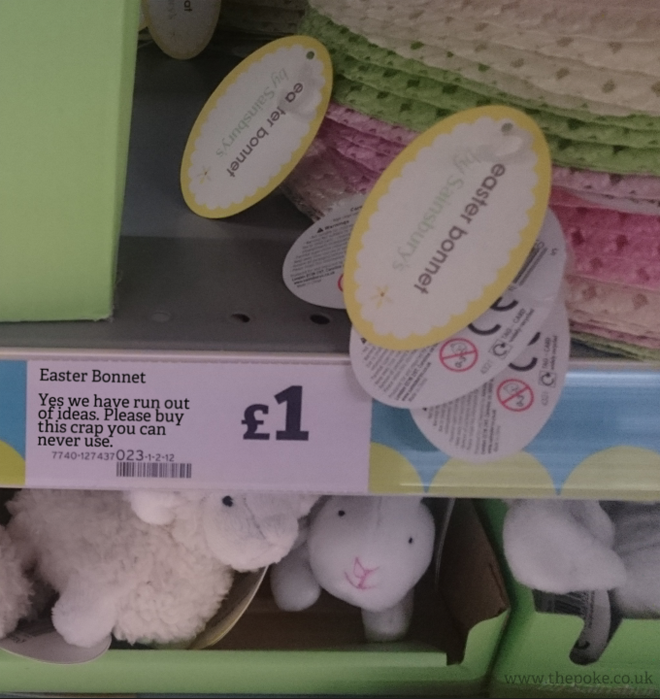 easter bonnet
by Sainsbury's
easter bonnet
by Sainsbury's
Easter Bonnet
Yes we have run out
of ideas. Please buy
this crap you can
never use.
£1
7740-127437023-1-2-12
www.thepoke.co.uk